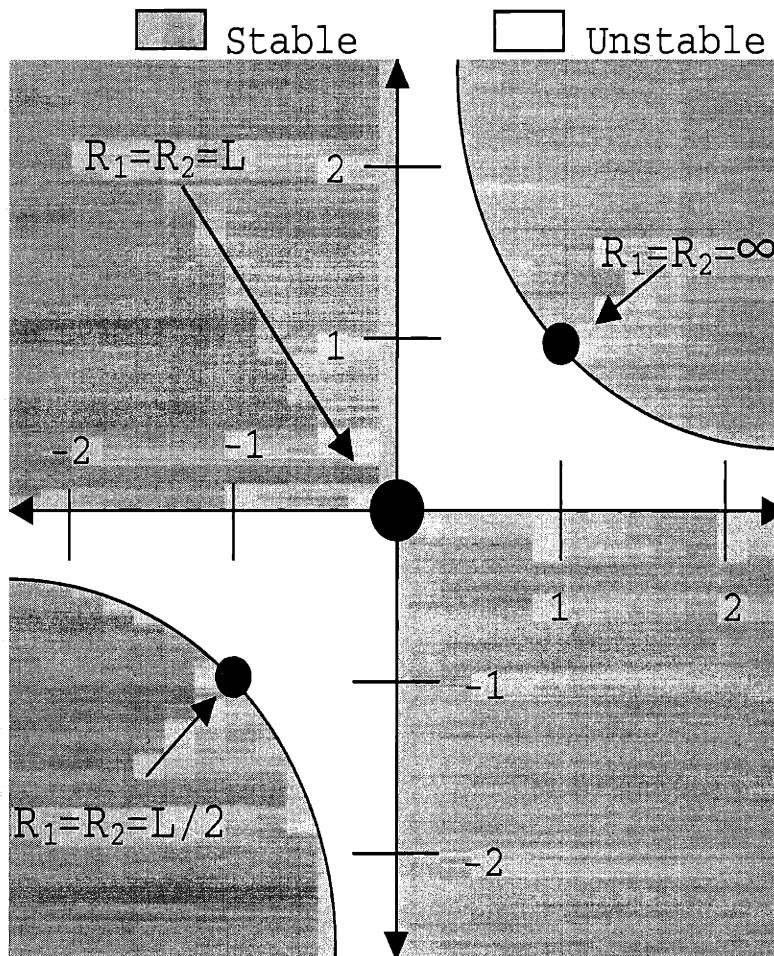 Stable
Unstable
R₁=R₂=L
2
R₁=R₂=∞
1
-2
-1
1
2
-1
R₁=R₂=L/2
-2